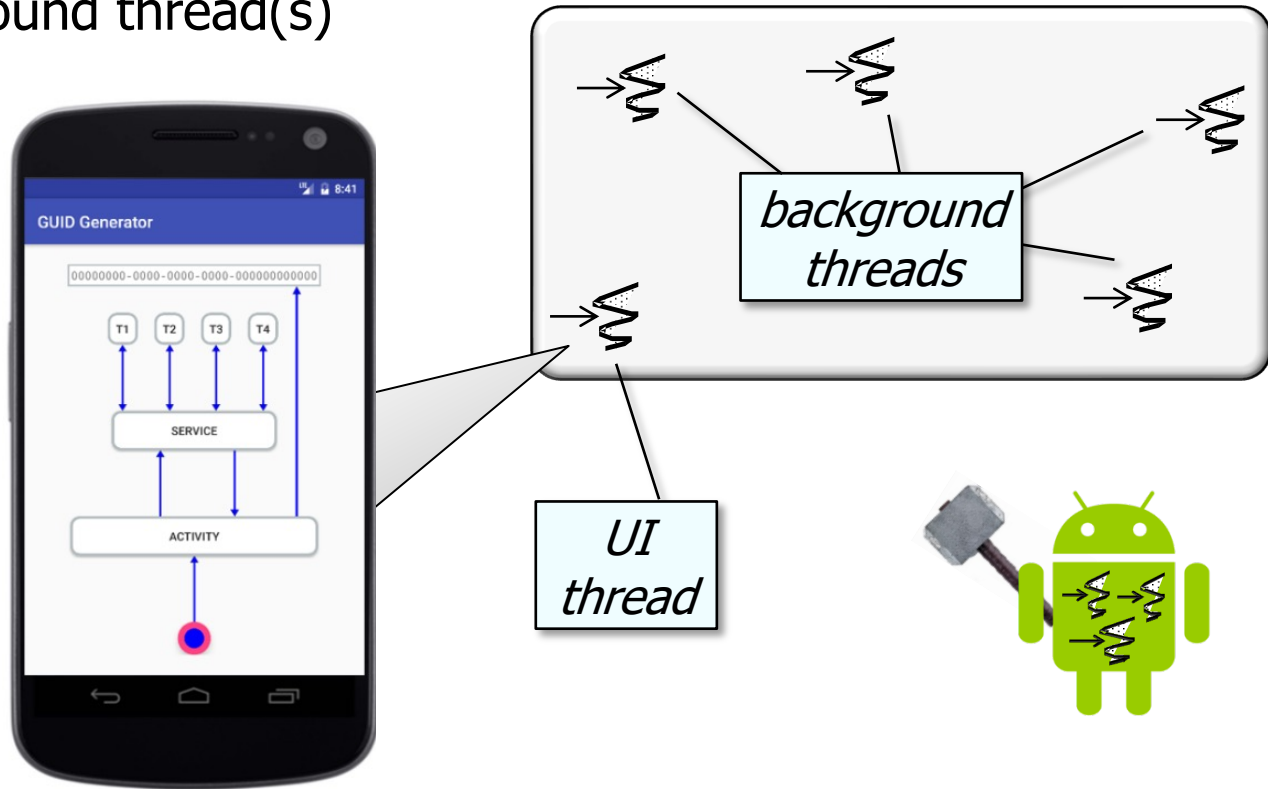 ound thread(s)
LTE 8:41
GUID Generator
00000000-0000-0000-0000-000000000000
T1 T2 T3 T4
SERVICE
ACTIVITY
background
threads
UI
thread